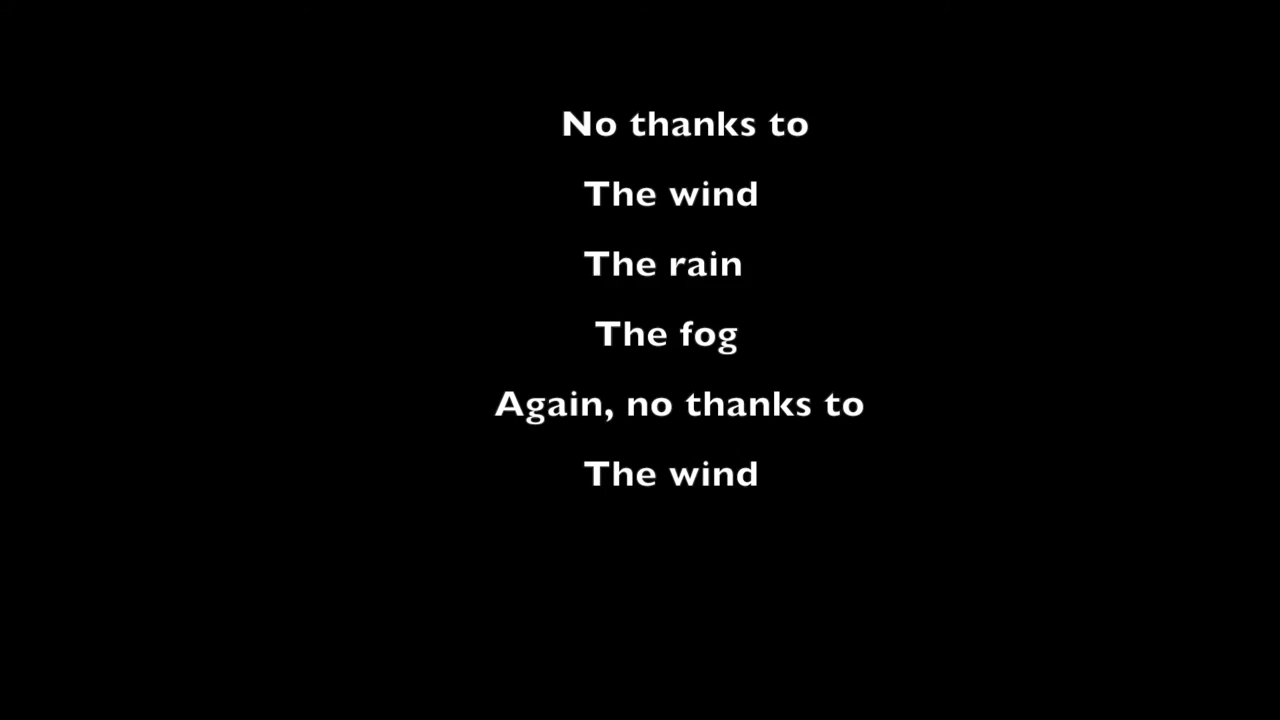 No thanks to
The wind
The rain
The fog
Again, no thanks to
The wind